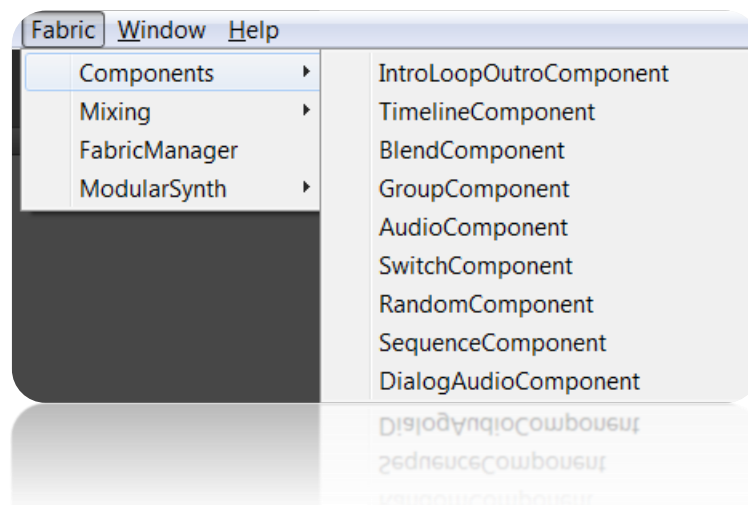 Fabric Window Help
Components
Mixing
FabricManager
ModularSynth
IntroLoopOutroComponent
TimelineComponent
BlendComponent
GroupComponent
AudioComponent
SwitchComponent
RandomComponent
SequenceComponent
DialogAudioComponent